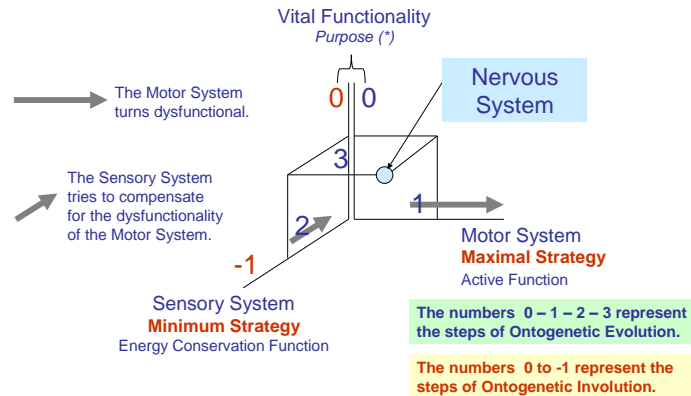 Vital Functionality
Purpose (*)
0 0
Nervous
System
The Motor System
turns dysfunctional.
3
The Sensory System
tries to compensate
for the dysfunctionality
of the Motor System.
1
2
-1
Motor System
Maximal Strategy
Active Function
Sensory System
Minimum Strategy
Energy Conservation Function
The numbers 0 – 1 – 2 – 3 represent
the steps of Ontogenetic Evolution.
The numbers 0 to -1 represent the
steps of Ontogenetic Involution.